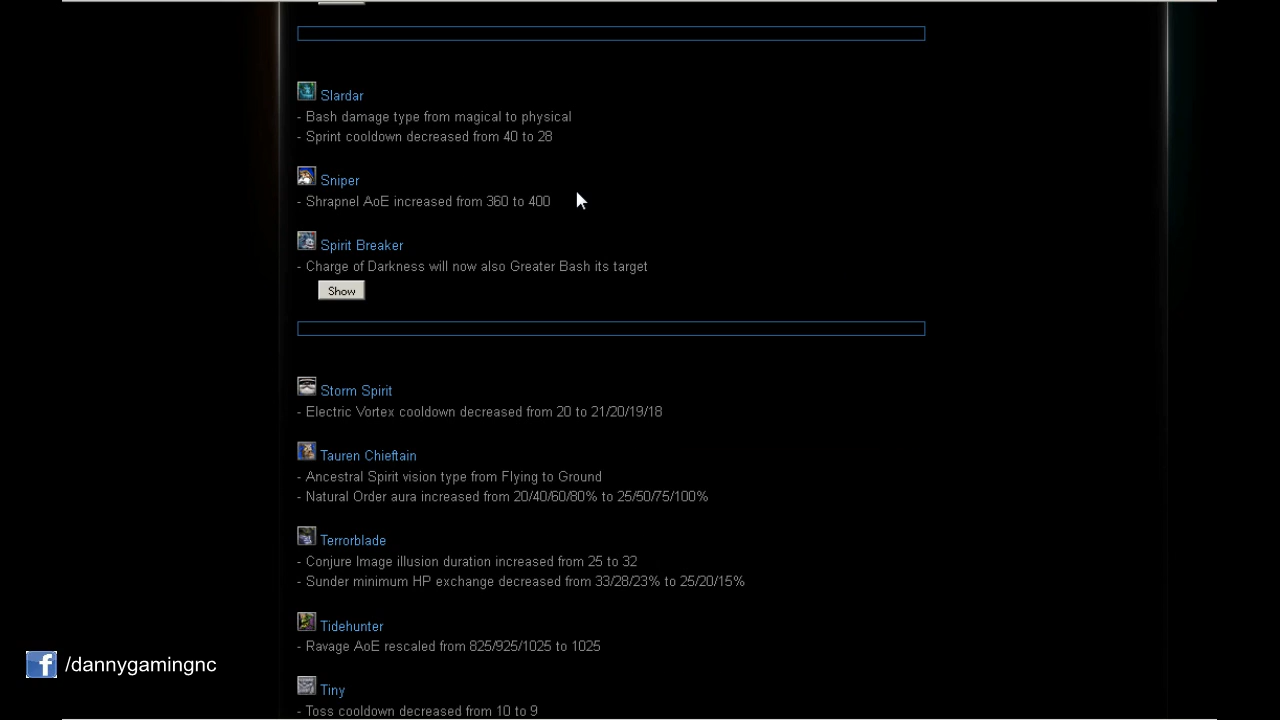 Slardar
- Bash damage type from magical to physical
- Sprint cooldown decreased from 40 to 28
Sniper
- Shrapnel AoE increased from 360 to 400
Spirit Breaker
- Charge of Darkness will now also Greater Bash its target
Show
Storm Spirit
- Electric Vortex cooldown decreased from 20 to 21/20/19/18
Tauren Chieftain
- Ancestral Spirit vision type from Flying to Ground
- Natural Order aura increased from 20/40/60/80% to 25/50/75/100%
Terrorblade
- Conjure Image illusion duration increased from 25 to 32
- Sunder minimum HP exchange decreased from 33/28/23% to 25/20/15%
Tidehunter
- Ravage AoE rescaled from 825/925/1025 to 1025
f /dannygamingnc
Tiny
- Toss cooldown decreased from 10 to 9